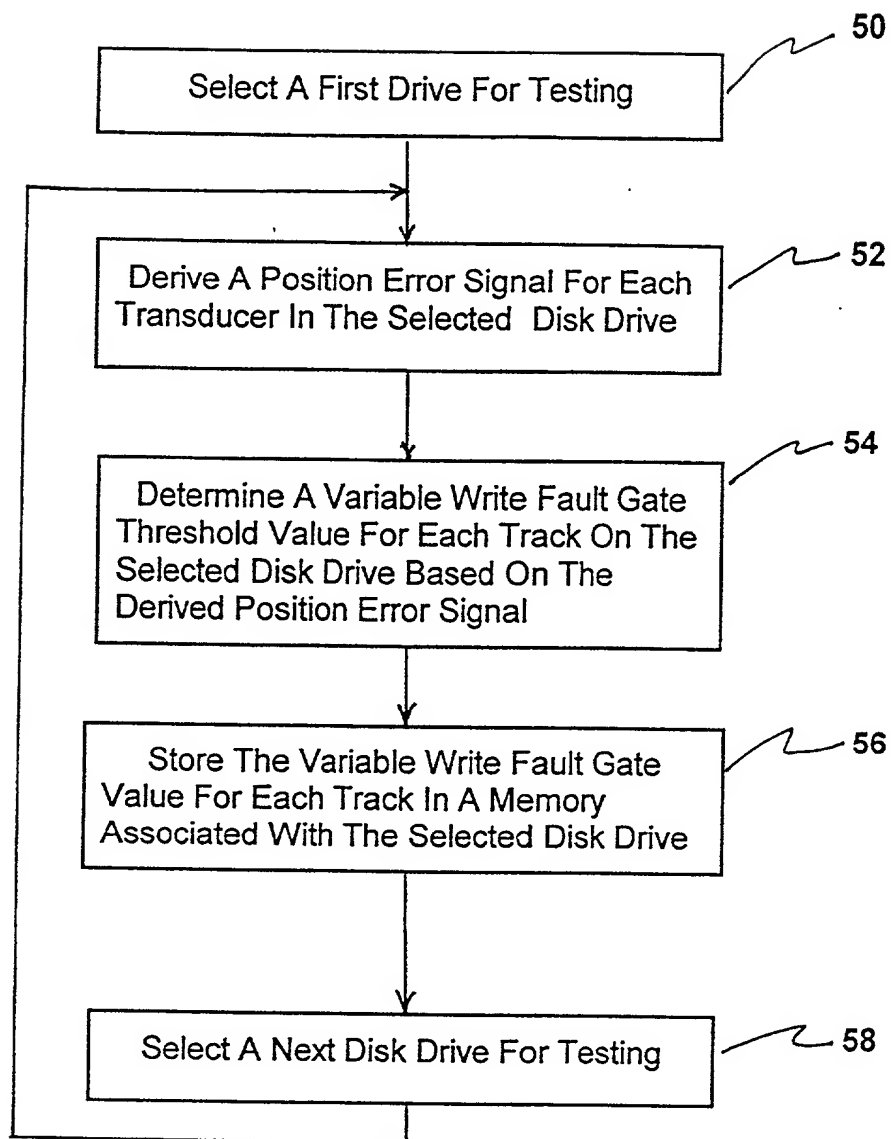 50
Select A First Drive For Testing
52
Derive A Position Error Signal For Each
Transducer In The Selected Disk Drive
54
Determine A Variable Write Fault Gate
Threshold Value For Each Track On The
Selected Disk Drive Based On The
Derived Position Error Signal
56
Store The Variable Write Fault Gate
Value For Each Track In A Memory
Associated With The Selected Disk Drive
Select A Next Disk Drive For Testing
58